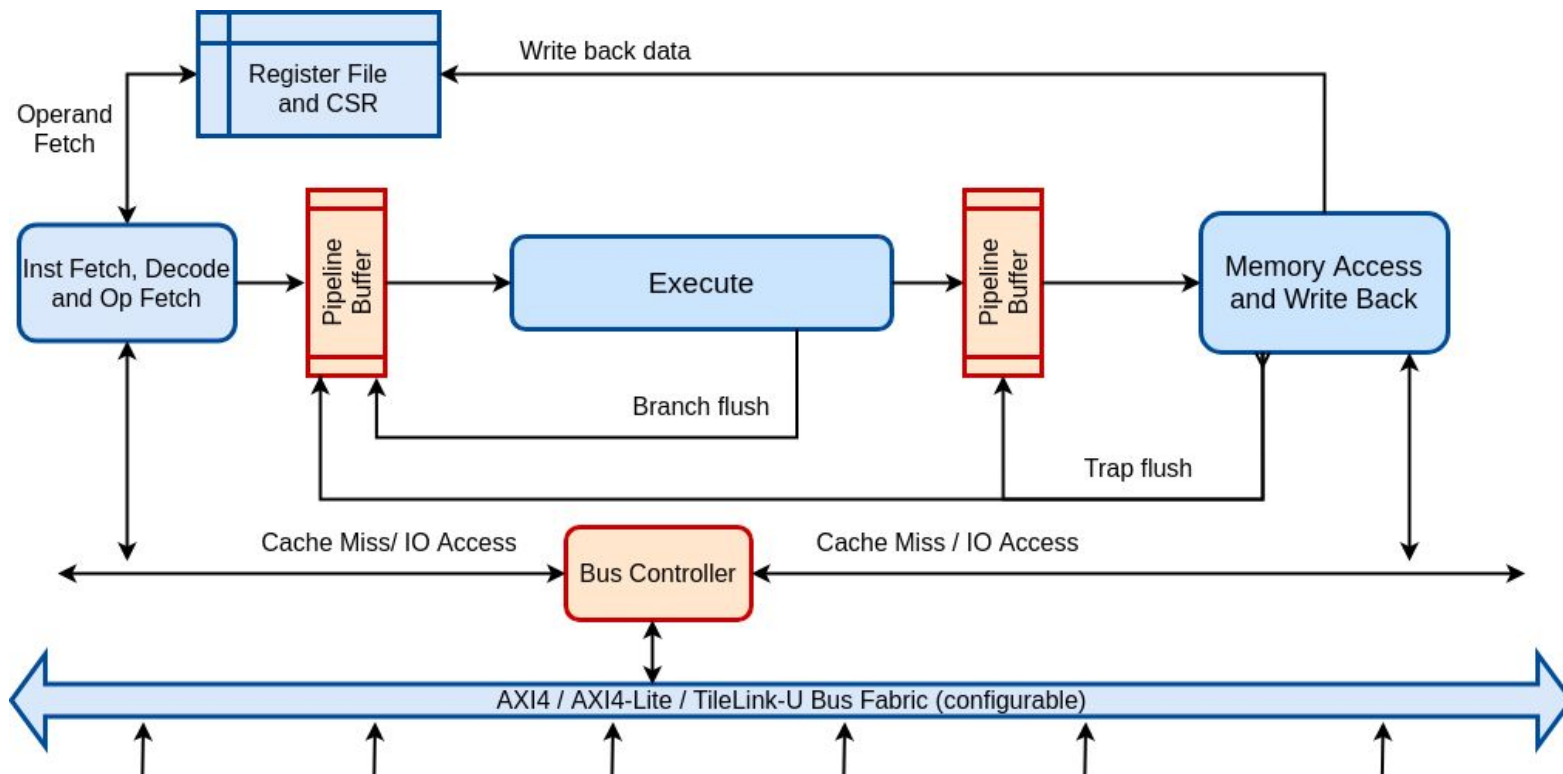 Write back data
Register File
and CSR
Operand
Fetch
Inst Fetch, Decode
and Op Fetch
Pipeline
Buffer
Execute
Pipeline
Buffer
Memory Access
and Write Back
Branch flush
Trap flush
Cache Miss/ IO Access
Bus Controller
Cache Miss / IO Access
AXI4 / AXI4-Lite / TileLink-U Bus Fabric (configurable)